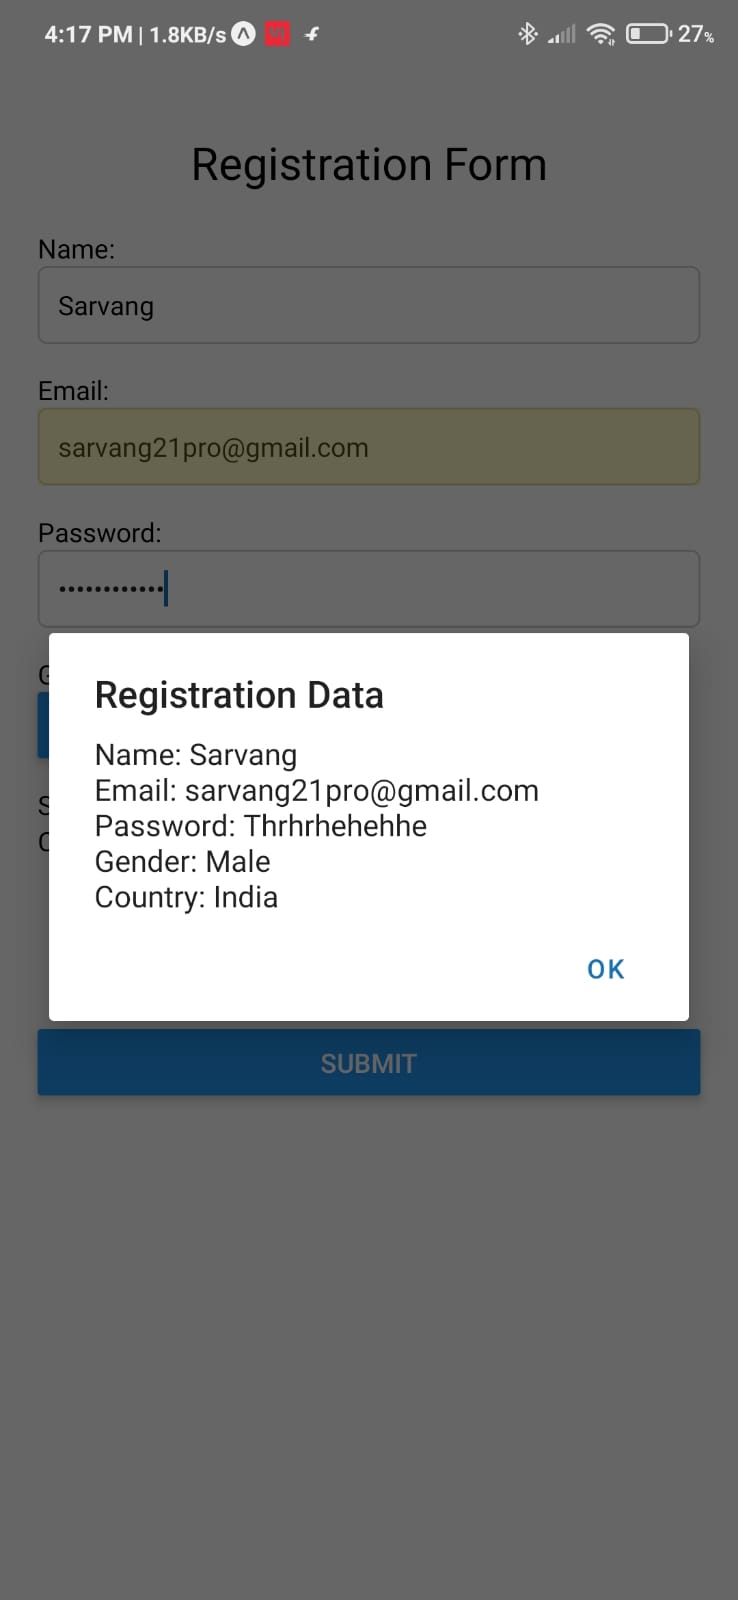 4:17 PM | 1.8KB/s
27%
Registration Form
Name:
Sarvang
Email:
sarvang21pro@gmail.com
Password:
••••••••••••
Registration Data
Name: Sarvang
Email: sarvang21pro@gmail.com
Password: Thrhrhehehhe
Gender: Male
Country: India
OK
SUBMIT